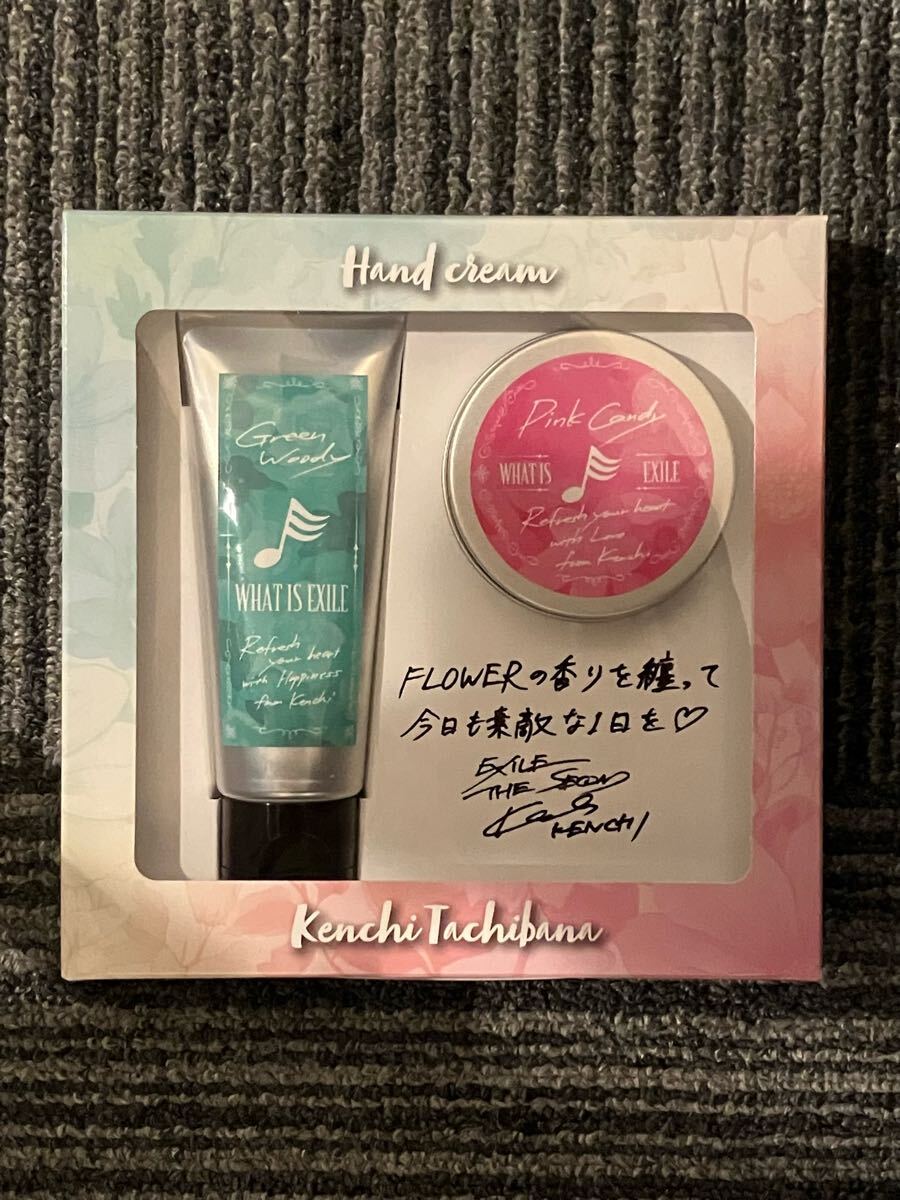 Hand cream
Green
Woody
WHAT IS EXILE
Refresh
your heart
with Happiness
from Kenchi
Pink Candy
WHAT IS EXILE
Refresh your heart
with Love
from Kenchi
FLOWERの香りを纏って
今日も素敵な1日を♡
EXILE
THE SECOND
KENCHI
Kenchi Tachibana